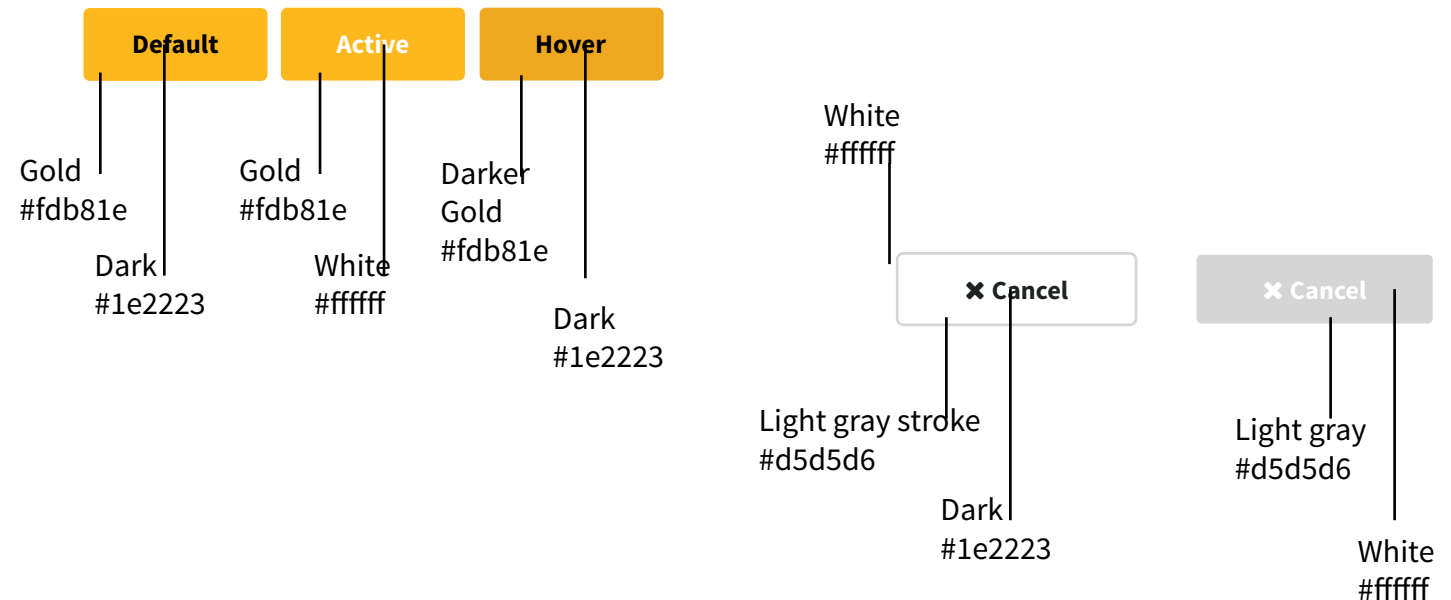 Default
Active
Hover
Gold
#fdb81e
Dark
#1e2223
Gold
#fdb81e
White
#ffffff
Darker
Gold
#fdb81e
Dark
#1e2223
White
#ffffff
✖ Cancel
Light gray stroke
#d5d5d6
Dark
#1e2223
✖ Cancel
Light gray
#d5d5d6
White
#ffffff